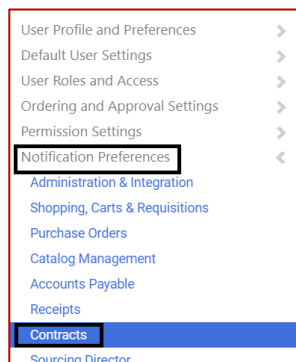 User Profile and Preferences
Default User Settings
User Roles and Access
Ordering and Approval Settings
Permission Settings
Notification Preferences
Administration & Integration
Shopping, Carts & Requisitions
Purchase Orders
Catalog Management
Accounts Payable
Receipts
Contracts
Sourcing Director